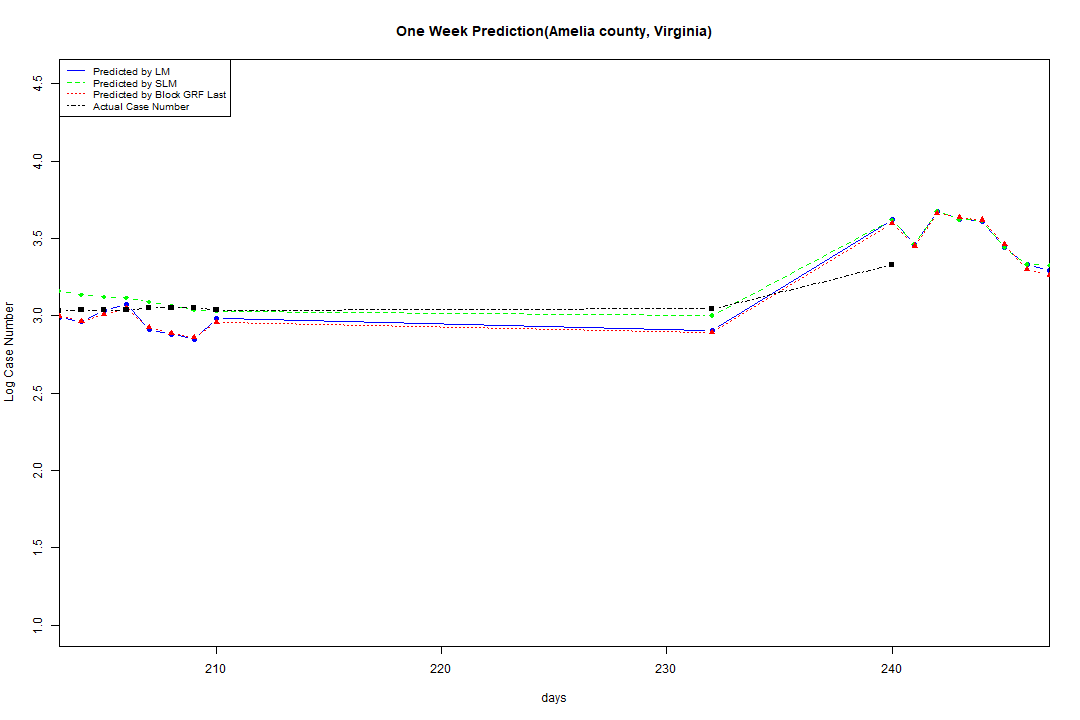 One Week Prediction(Amelia county, Virginia)
Predicted by LM
Predicted by SLM
Predicted by Block GRF Last
Actual Case Number
4.5
4.0
3.5
3.0
2.5
2.0
1.5
1.0
Log Case Number
210
220
230
240
days